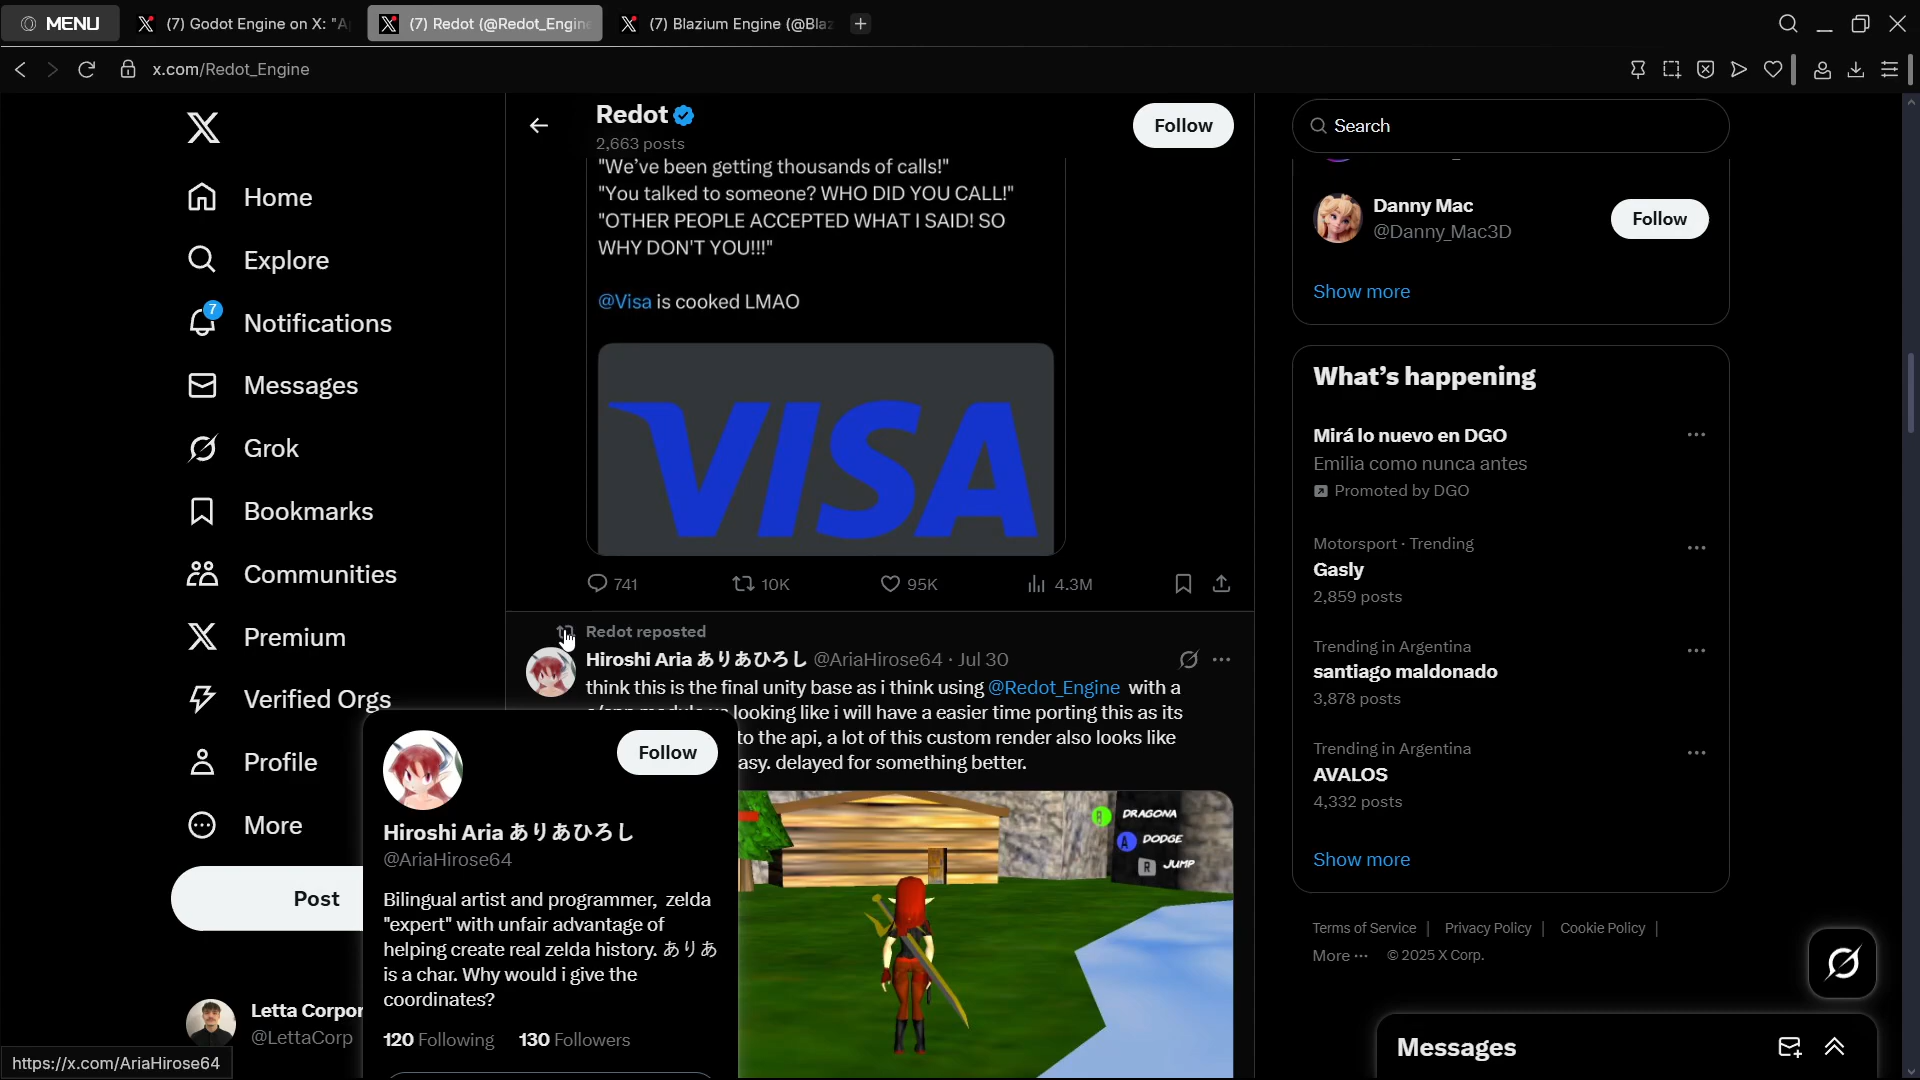 MENU
(7) Godot Engine on X: "A
(7) Redot (@Redot_Engine
(7) Blazium Engine (@Blaz
x.com/Redot_Engine
Home
Explore
7
Notifications
Messages
Grok
Bookmarks
Communities
Premium
Verified Orgs
Profile
More
Post
Letta Corpor
@LettaCorp
https://x.com/AriaHirose64
Redot
2,663 posts
Follow
"We've been getting thousands of calls!"
"You talked to someone? WHO DID YOU CALL!"
"OTHER PEOPLE ACCEPTED WHAT I SAID! SO
WHY DON'T YOU!!!"
@Visa is cooked LMAO
VISA
741
10K
95K
4.3M
Redot reposted
Hiroshi Aria ありあひろし @AriaHirose64 · Jul 30
think this is the final unity base as i think using @Redot_Engine with a
looking like i will have a easier time porting this as its
to the api, a lot of this custom render also looks like
asy. delayed for something better.
DRAGONA
A
DODGE
R
JUMP
Follow
Hiroshi Aria ありあひろし
@AriaHirose64
Bilingual artist and programmer, zelda
"expert" with unfair advantage of
helping create real zelda history. ありあ
is a char. Why would i give the
coordinates?
120 Following 130 Followers
Search
Danny Mac
@Danny_Mac3D
Follow
Show more
What's happening
Mirá lo nuevo en DGO
Emilia como nunca antes
Promoted by DGO
Motorsport · Trending
Gasly
2,859 posts
Trending in Argentina
santiago maldonado
3,878 posts
Trending in Argentina
AVALOS
4,332 posts
Show more
Terms of Service | Privacy Policy | Cookie Policy |
More ··· © 2025 X Corp.
Messages